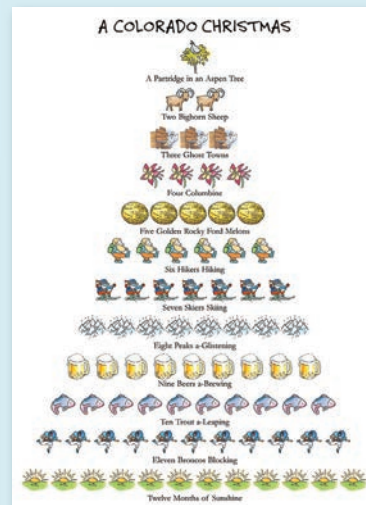 A COLORADO CHRISTMAS
A Partridge in an Aspen Tree
Two Bighorn Sheep
Three Ghost Towns
Four Columbine
Five Golden Rocky Ford Melons
Six Hikers Hiking
Seven Skiers Skiing
Eight Peaks a-Glistening
Nine Beers a-Brewing
Ten Trout a-Leaping
Eleven Broncos Blocking
Twelve Months of Sunshine